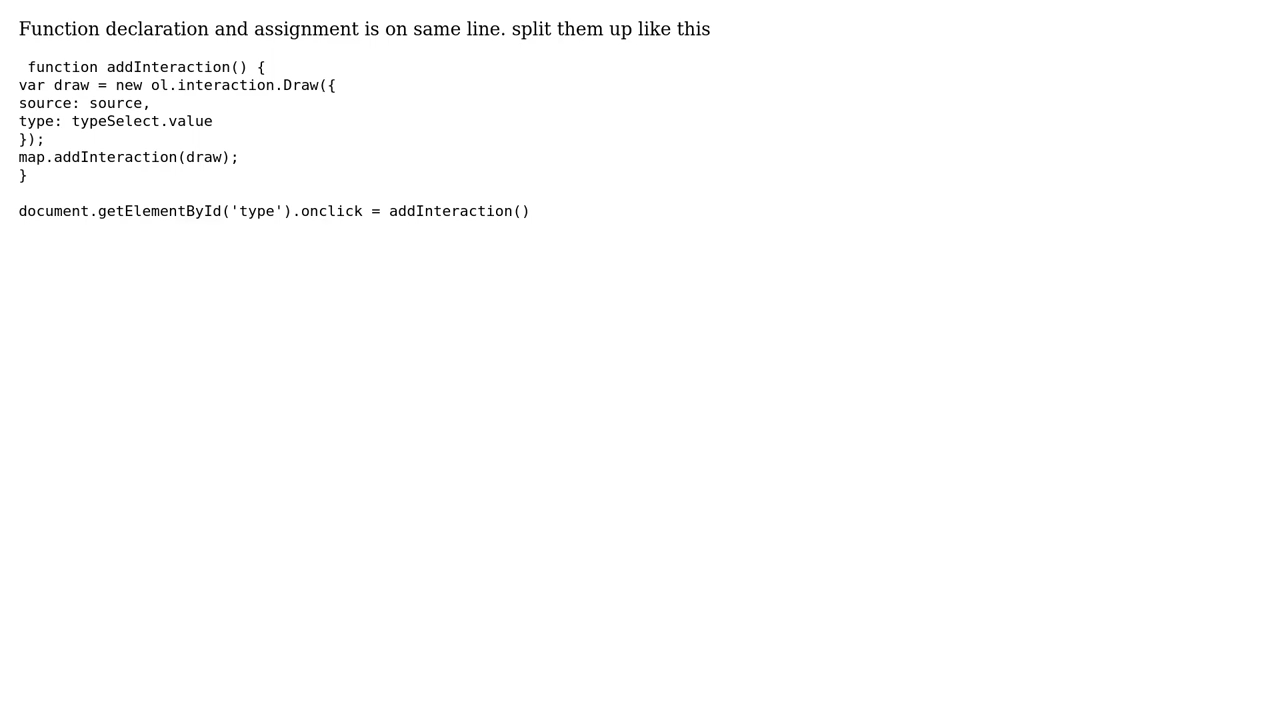 Function declaration and assignment is on same line. split them up like this
function addInteraction() {
var draw = new ol.interaction.Draw({
source: source,
type: typeSelect.value
});
map.addInteraction(draw);
}
document.getElementById('type').onclick = addInteraction()